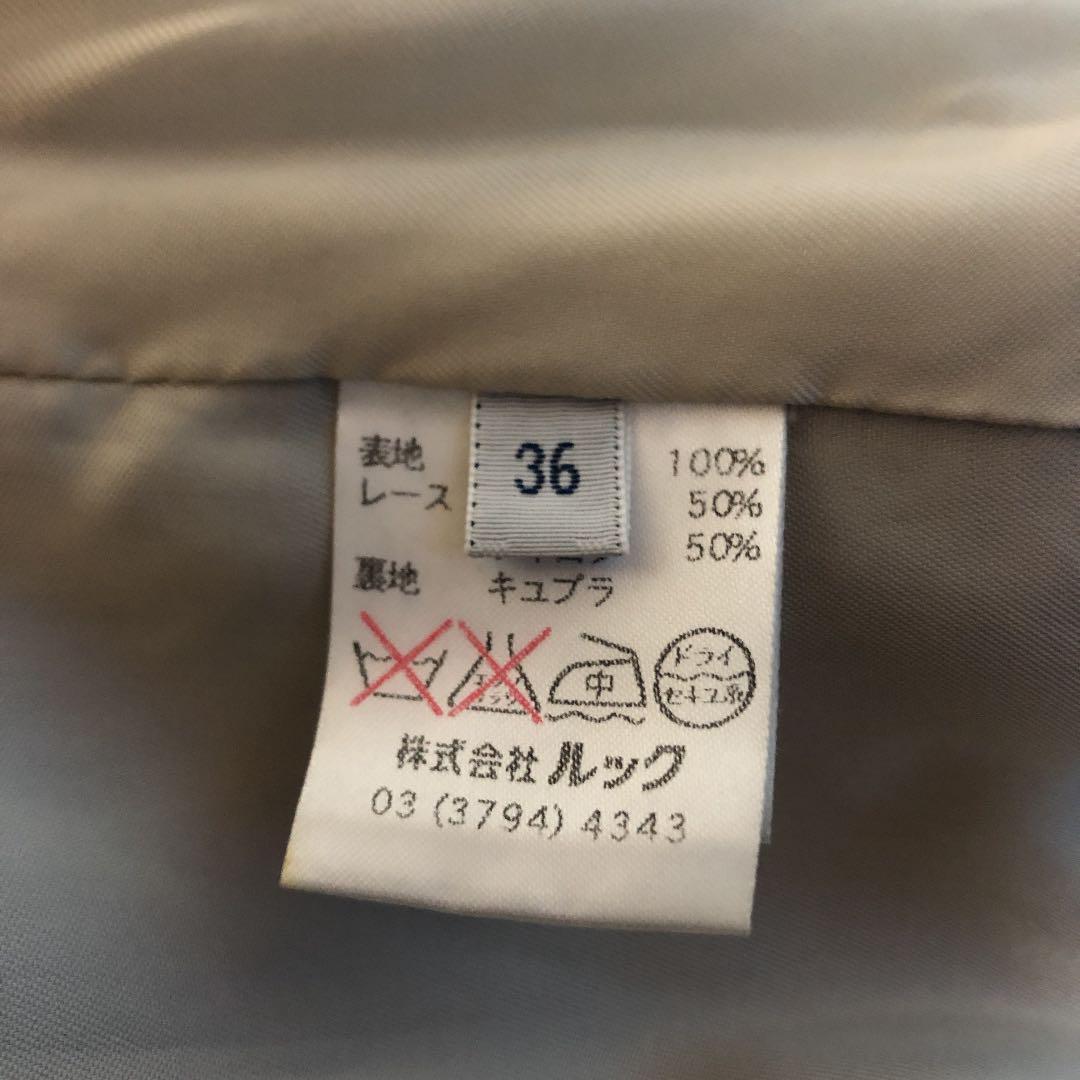 36
表地 100%
レース 50%
50%
裏地 キュプラ
中
ドライ
セキユ系
株式会社ルック
03 (3794) 4343